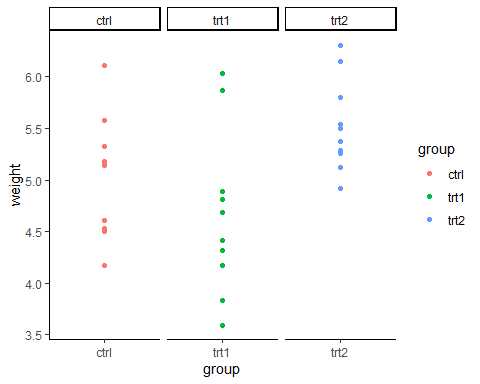 ctrl trt1 trt2
6.0
5.5
5.0
4.5
4.0
3.5
weight
ctrl trt1 trt2
group
group
ctrl
trt1
trt2